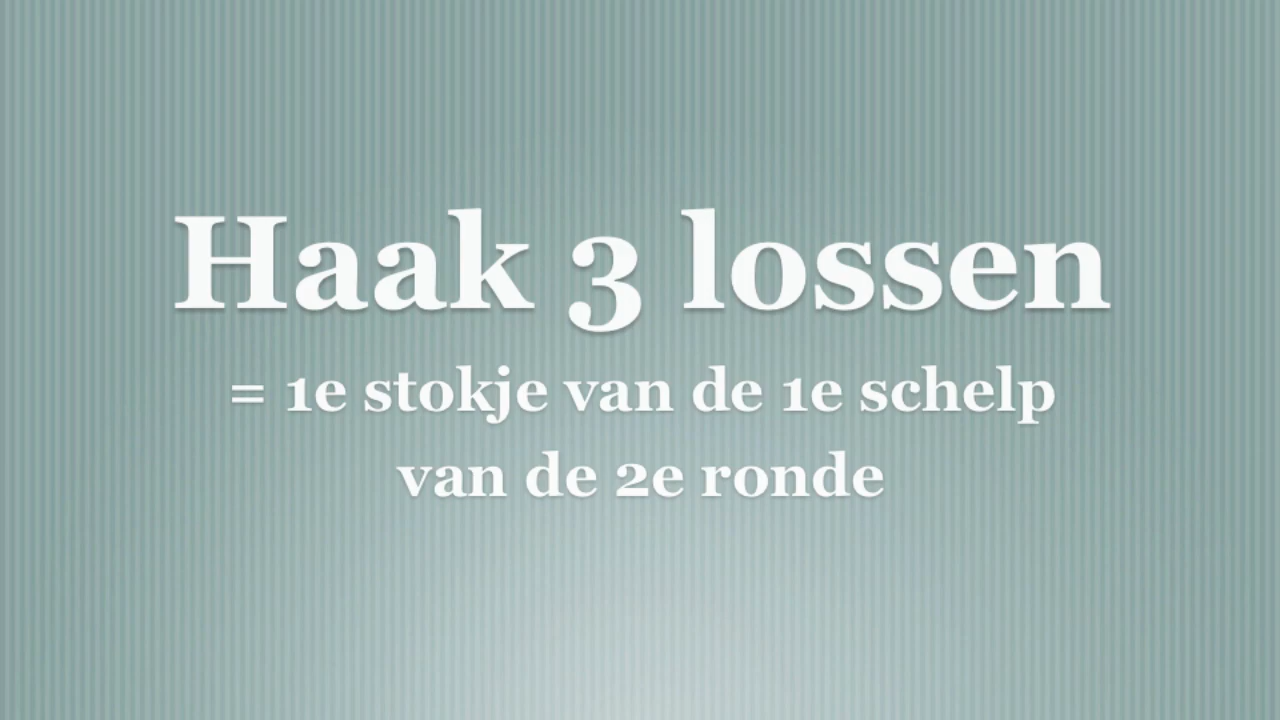 Haak 3 lossen
= 1e stokje van de 1e schelp
van de 2e ronde